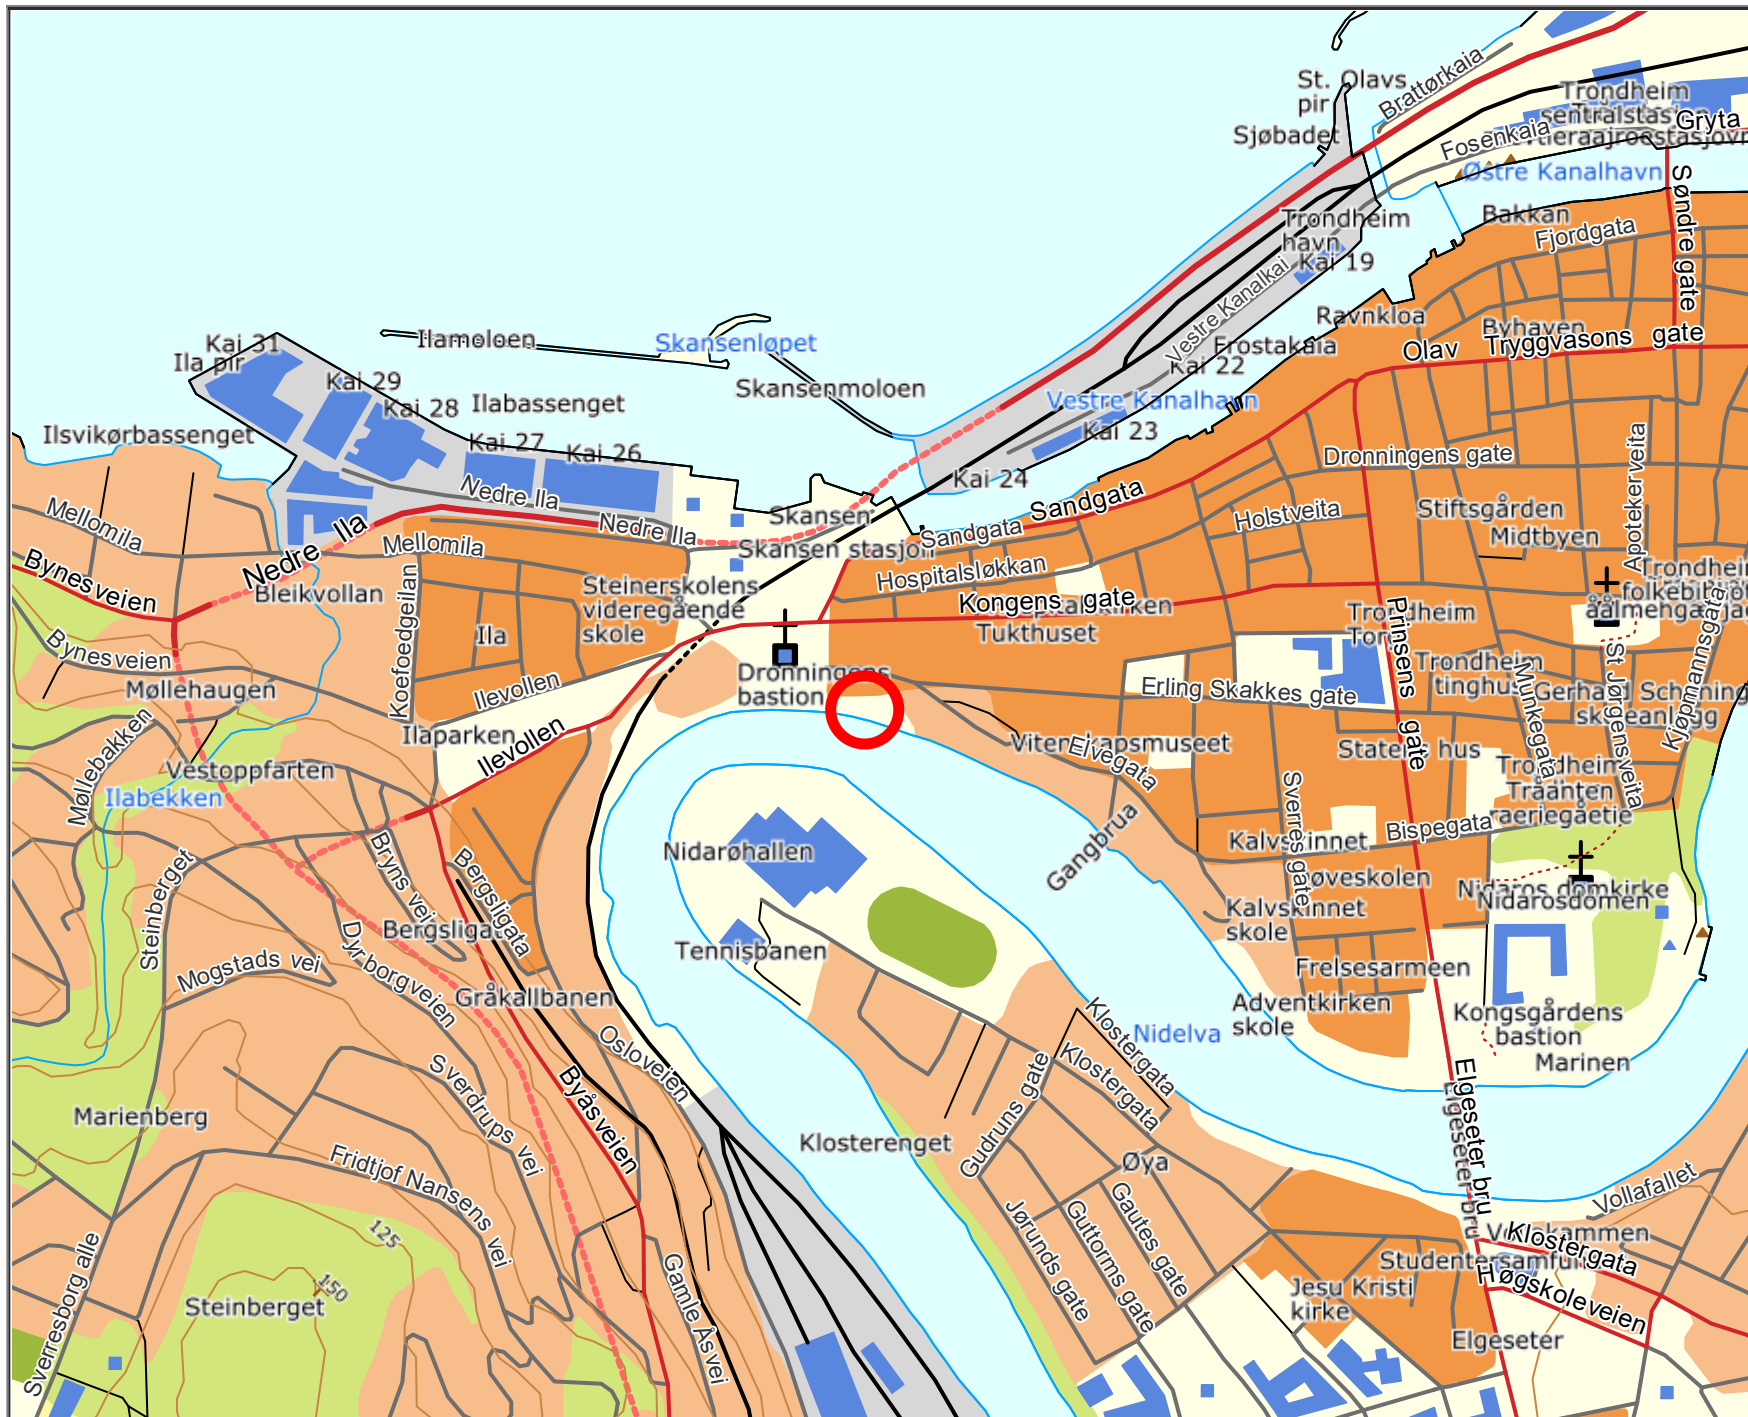 St. Olavs
pir
Sjøbadet
Brattørkaia
Fosenkaia
Trondheim
Gryta
Østre Kanalhavn
Søndre gate
Bakkan
Fjordgata
Trondheim
havn
Kai 19
Vestre Kanalkai
Ravnkloa
Byhaven
Olav Tryggvasons gate
Frostakaia
Kai 22
Vestre Kanalhavn
Kai 23
Kai 24
Kai 31
Ila pir
Ilamoloen
Skansenløpet
Skansenmoloen
Kai 29
Kai 28
Ilabassenget
Kai 27
Kai 26
Ilsvikørbassenget
Nedre Ila
Nedre Ila
Nedre Ila
Mellomila
Mellomila
Bynesveien
Bynesveien
Bleikvollan
Koefoedgeilan
Ila
Steinerskolens
videregående
skole
Skansen
Skansen stasjon
Sandgata
Sandgata
Hospitalsløkkan
Kongens gate
Tukthuset
Holstveita
Dronningens gate
Stiftsgården
Midtbyen
Apotekerveita
Prinsens gate
Trondheim
Trondheim
tinghus
Munkegata
St Jørgensveita
Kjøpmannsgata
Erling Skakkes gate
Dronningens
bastion
Møllehaugen
Møllebakken
Ilevollen
Ilevollen
Ilaparken
Vestoppfarten
Ilabekken
Steinberget
Bryns vei
Bergsligata
Dyrborgveien
Mogstads vei
Gråkallbanen
Osloveien
Byåsveien
Sverdrups vei
Fridtjof Nansens vei
Marienberg
Sverresborg alle
Steinberget
125
150
Gamle Åsvei
Nidarøhallen
Tennisbanen
Vitenskapsmuseet
Elvegata
Gangbrua
Sverres gate
Statens hus
Bispegata
Kalvskinnet
Kalvskinnet
skole
Frelsesarmeen
Adventkirken
skole
Nidaros domkirke
Nidarosdomen
Kongsgårdens
bastion
Marinen
Nidelva
Klostergata
Klostergata
Gudruns gate
Klosterenget
Øya
Jørunds gate
Guttorms gate
Gautes gate
Elgeseter bru
Elgeseter bru
Vollafallet
Klostergata
Høgskoleveien
Jesu Kristi
kirke
Elgeseter